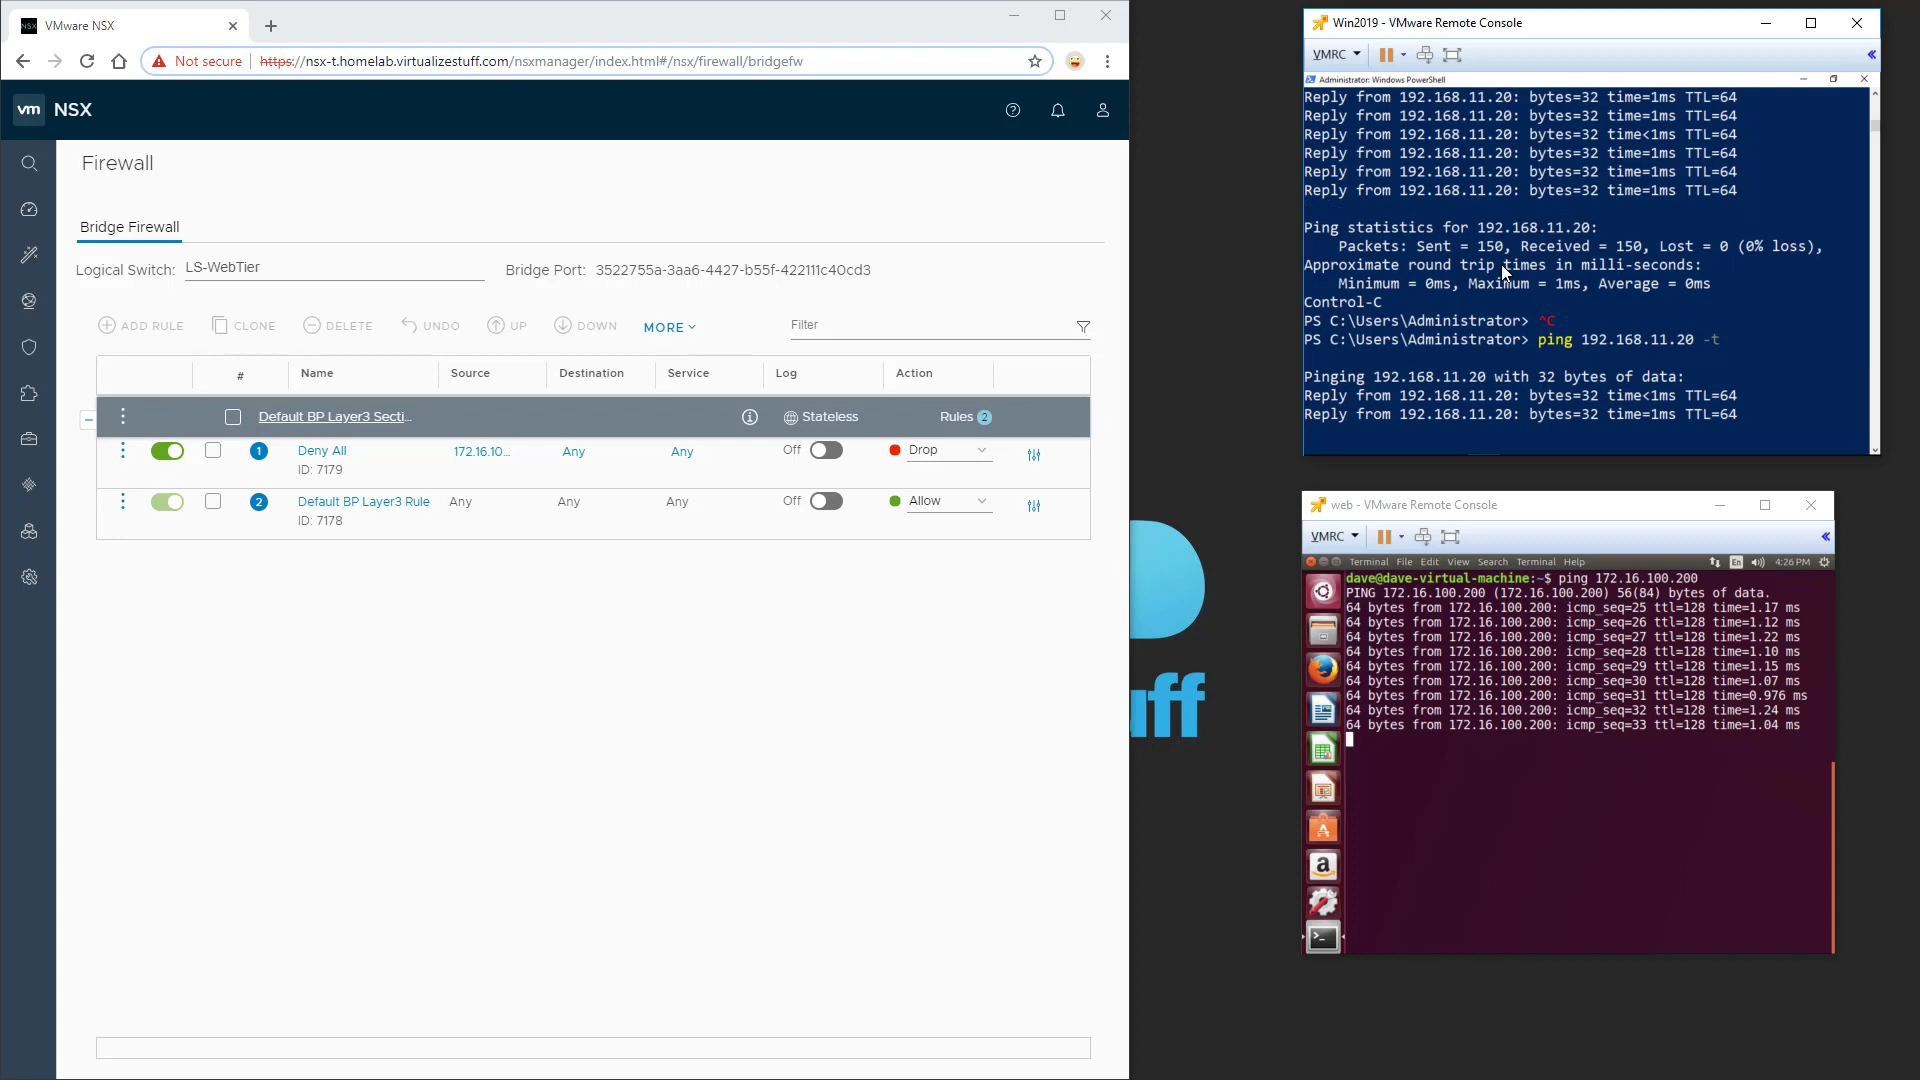 VMware NSX
Not secure
https://nsx-t.homelab.virtualizestuff.com/nsxmanager/index.html#/nsx/firewall/bridgefw
vm NSX
Firewall
Bridge Firewall
Logical Switch: LS-WebTier
Bridge Port: 3522755a-3aa6-4427-b55f-422111c40cd3
ADD RULE CLONE DELETE UNDO UP DOWN MORE Filter
# Name Source Destination Service Log Action
Default BP Layer3 Secti... Stateless Rules 2
1 Deny All 172.16.10... Any Any Off Drop
ID: 7179
2 Default BP Layer3 Rule Any Any Any Off Allow
ID: 7178
uff
Win2019 - VMware Remote Console
VMRC
Administrator: Windows PowerShell
Reply from 192.168.11.20: bytes=32 time=1ms TTL=64
Reply from 192.168.11.20: bytes=32 time=1ms TTL=64
Reply from 192.168.11.20: bytes=32 time<1ms TTL=64
Reply from 192.168.11.20: bytes=32 time=1ms TTL=64
Reply from 192.168.11.20: bytes=32 time=1ms TTL=64
Reply from 192.168.11.20: bytes=32 time=1ms TTL=64
Ping statistics for 192.168.11.20:
Packets: Sent = 150, Received = 150, Lost = 0 (0% loss),
Approximate round trip times in milli-seconds:
Minimum = 0ms, Maximum = 1ms, Average = 0ms
Control-C
PS C:\Users\Administrator> ^C
PS C:\Users\Administrator> ping 192.168.11.20 -t
Pinging 192.168.11.20 with 32 bytes of data:
Reply from 192.168.11.20: bytes=32 time<1ms TTL=64
Reply from 192.168.11.20: bytes=32 time=1ms TTL=64
web - VMware Remote Console
VMRC
Terminal File Edit View Search Terminal Help En 4:26 PM
dave@dave-virtual-machine:~$ ping 172.16.100.200
PING 172.16.100.200 (172.16.100.200) 56(84) bytes of data.
64 bytes from 172.16.100.200: icmp_seq=25 ttl=128 time=1.17 ms
64 bytes from 172.16.100.200: icmp_seq=26 ttl=128 time=1.12 ms
64 bytes from 172.16.100.200: icmp_seq=27 ttl=128 time=1.22 ms
64 bytes from 172.16.100.200: icmp_seq=28 ttl=128 time=1.10 ms
64 bytes from 172.16.100.200: icmp_seq=29 ttl=128 time=1.15 ms
64 bytes from 172.16.100.200: icmp_seq=30 ttl=128 time=1.07 ms
64 bytes from 172.16.100.200: icmp_seq=31 ttl=128 time=0.976 ms
64 bytes from 172.16.100.200: icmp_seq=32 ttl=128 time=1.24 ms
64 bytes from 172.16.100.200: icmp_seq=33 ttl=128 time=1.04 ms